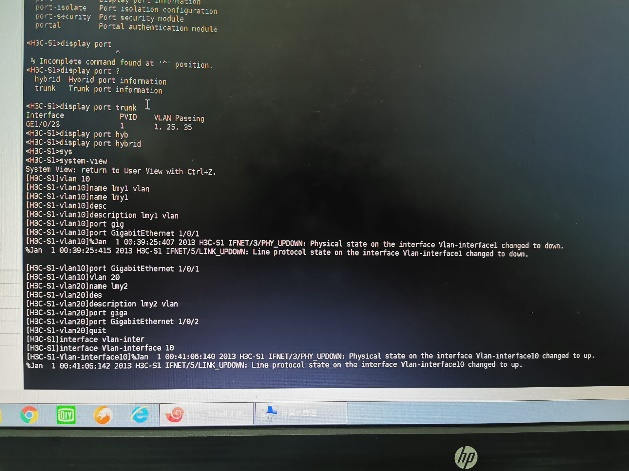 port-isolate Port isolation configuration
port-security Port security module
portal Portal authentication module
<H3C-S1>display port
^
% Incomplete command found at '^' position.
<H3C-S1>display port ?
hybrid Hybrid port information
trunk Trunk port information
<H3C-S1>display port trunk
Interface PVID VLAN Passing
GE1/0/23 1 1, 25, 35
<H3C-S1>display port hyb
<H3C-S1>display port hybrid
<H3C-S1>sys
<H3C-S1>system-view
System View: return to User View with Ctrl+Z.
[H3C-S1]vlan 10
[H3C-S1-vlan10]name lmy1 vlan
[H3C-S1-vlan10]name lmy1
[H3C-S1-vlan10]desc
[H3C-S1-vlan10]description lmy1 vlan
[H3C-S1-vlan10]port gig
[H3C-S1-vlan10]port GigabitEthernet 1/0/1
[H3C-S1-vlan10]%Jan 1 00:39:25:407 2013 H3C-S1 IFNET/3/PHY_UPDOWN: Physical state on the interface Vlan-interface1 changed to down.
%Jan 1 00:39:25:415 2013 H3C-S1 IFNET/5/LINK_UPDOWN: Line protocol state on the interface Vlan-interface1 changed to down.
[H3C-S1-vlan10]port GigabitEthernet 1/0/1
[H3C-S1-vlan10]vlan 20
[H3C-S1-vlan20]name lmy2
[H3C-S1-vlan20]des
[H3C-S1-vlan20]description lmy2 vlan
[H3C-S1-vlan20]port giga
[H3C-S1-vlan20]port GigabitEthernet 1/0/2
[H3C-S1-vlan20]quit
[H3C-S1]interface vlan-inter
[H3C-S1]interface Vlan-interface 10
[H3C-S1-Vlan-interface10]%Jan 1 00:41:06:140 2013 H3C-S1 IFNET/3/PHY_UPDOWN: Physical state on the interface Vlan-interface10 changed to up.
%Jan 1 00:41:06:142 2013 H3C-S1 IFNET/5/LINK_UPDOWN: Line protocol state on the interface Vlan-interface10 changed to up.
hp